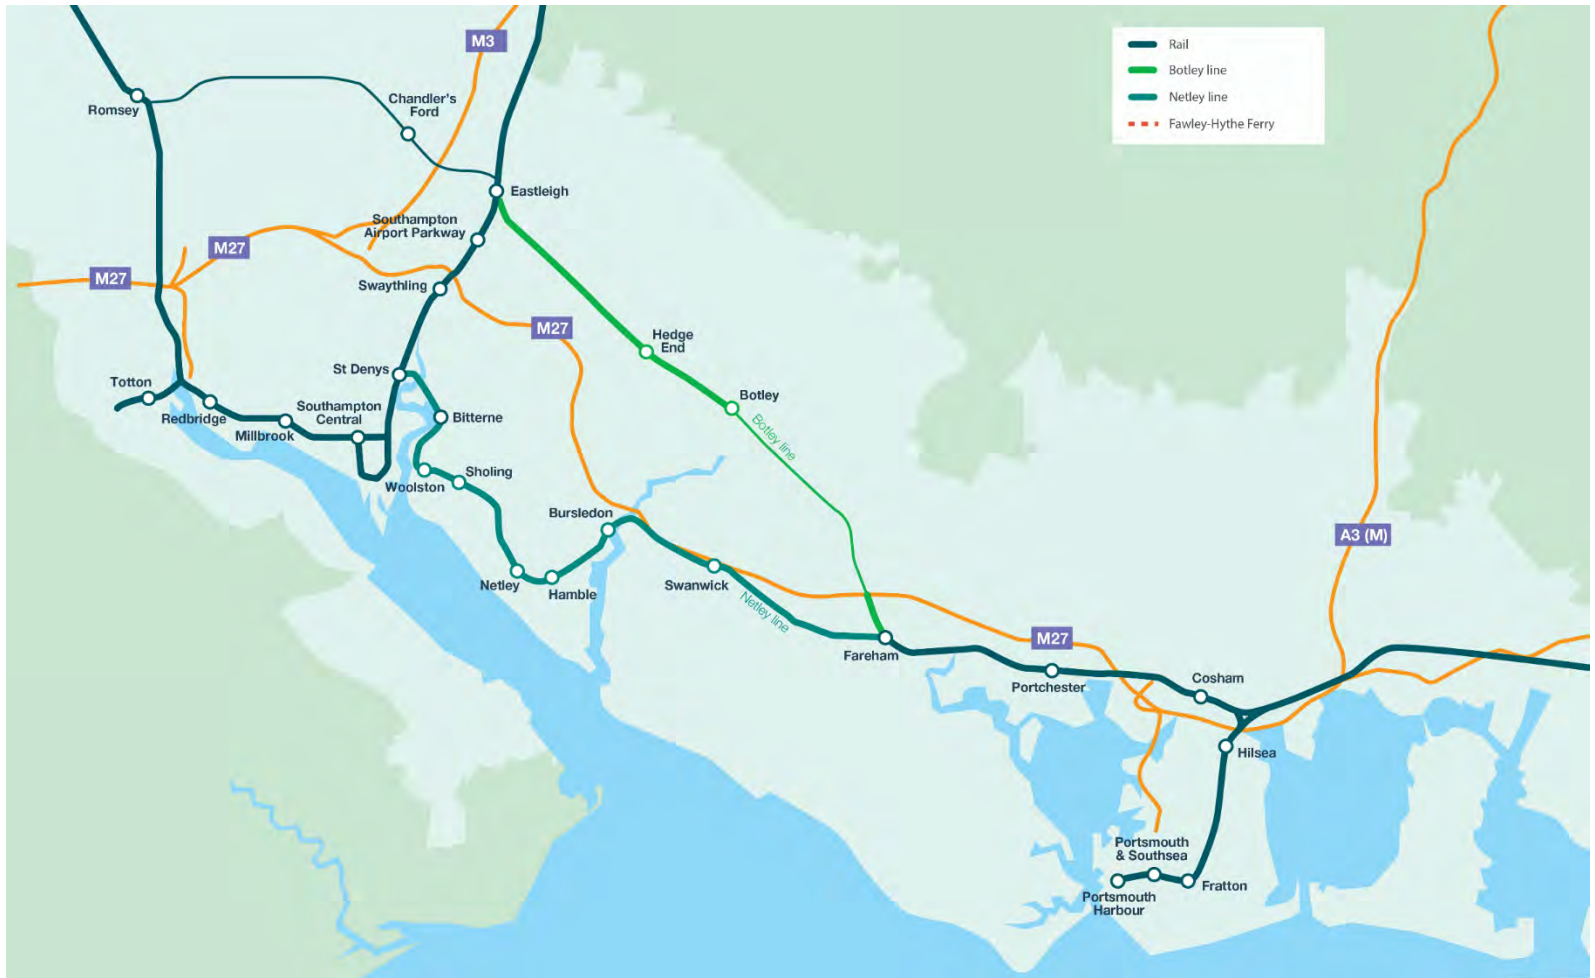 M3
Rail
Botley line
Netley line
Fawley-Hythe Ferry
Romsey
Chandler's
Ford
Eastleigh
Southampton
Airport Parkway
M27
M27
Swaythling
M27
Hedge
End
St Denys
Totton
Redbridge
Millbrook
Southampton
Central
Bitterne
Botley
Botley line
Woolston
Sholing
Bursledon
A3 (M)
Netley
Hamble
Swanwick
Netley line
Fareham
M27
Portchester
Cosham
Hilsea
Portsmouth
& Southsea
Portsmouth
Harbour
Fratton